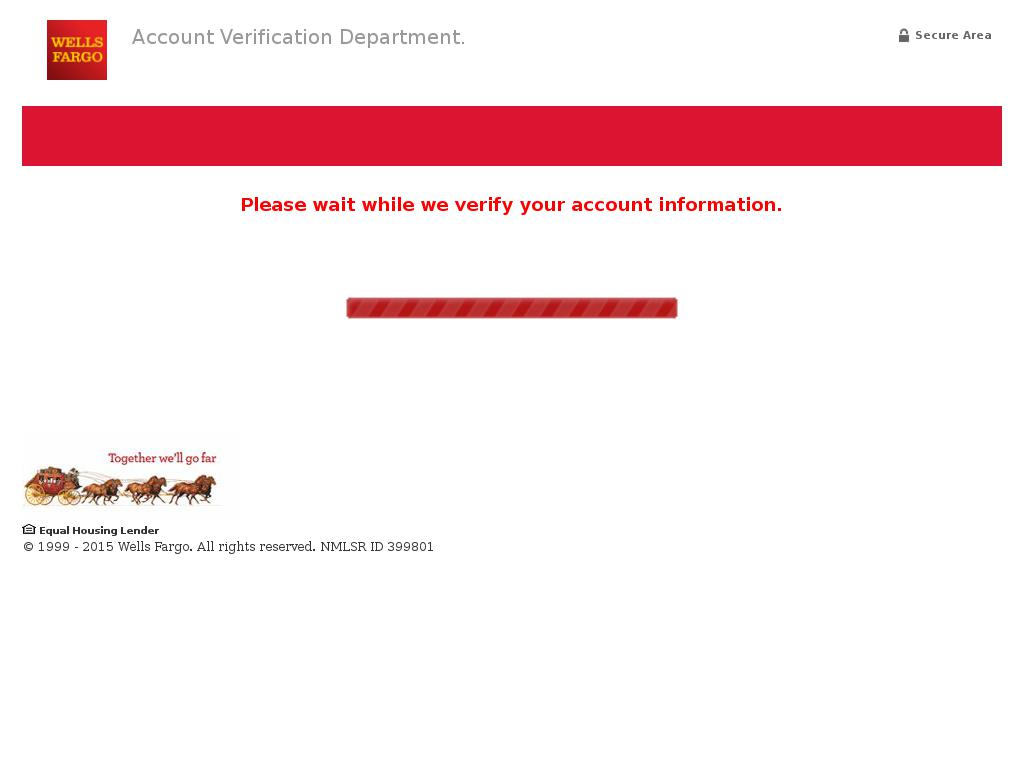 WELLS
FARGO
Account Verification Department.
Secure Area
Please wait while we verify your account information.
Together we'll go far
Equal Housing Lender
© 1999 - 2015 Wells Fargo. All rights reserved. NMLSR ID 399801